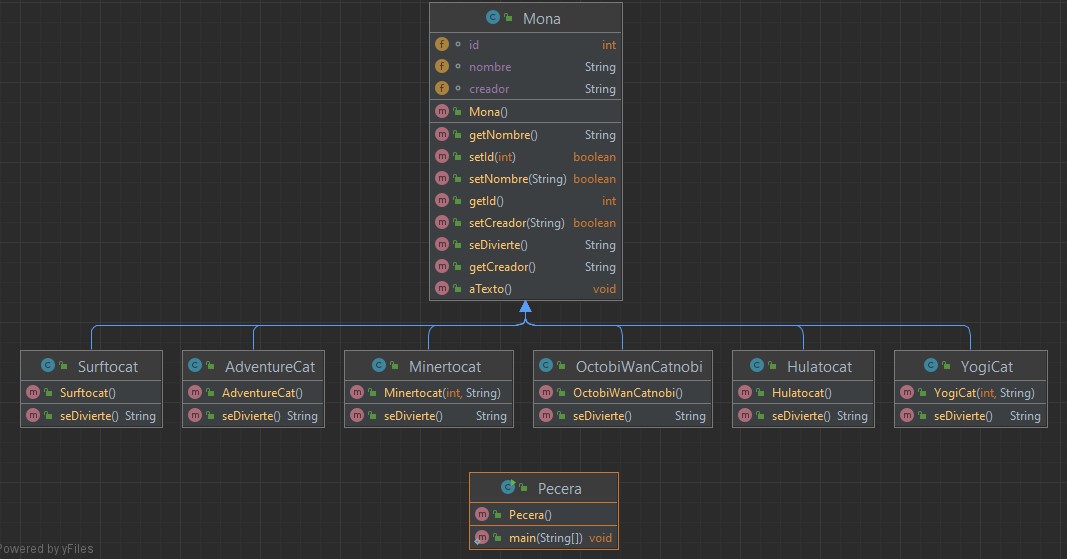 Mona
id int
nombre String
creador String
Mona()
getNombre() String
setId(int) boolean
setNombre(String) boolean
getId() int
setCreador(String) boolean
seDivierte() String
getCreador() String
aTexto() void
Surftocat
Surftocat()
seDivierte() String
AdventureCat
AdventureCat()
seDivierte() String
Minertocat
Minertocat(int, String)
seDivierte() String
OctobiWanCatnobi
OctobiWanCatnobi()
seDivierte() String
Hulatocat
Hulatocat()
seDivierte() String
YogiCat
YogiCat(int, String)
seDivierte() String
Pecera
Pecera()
main(String[]) void
Powered by yFiles